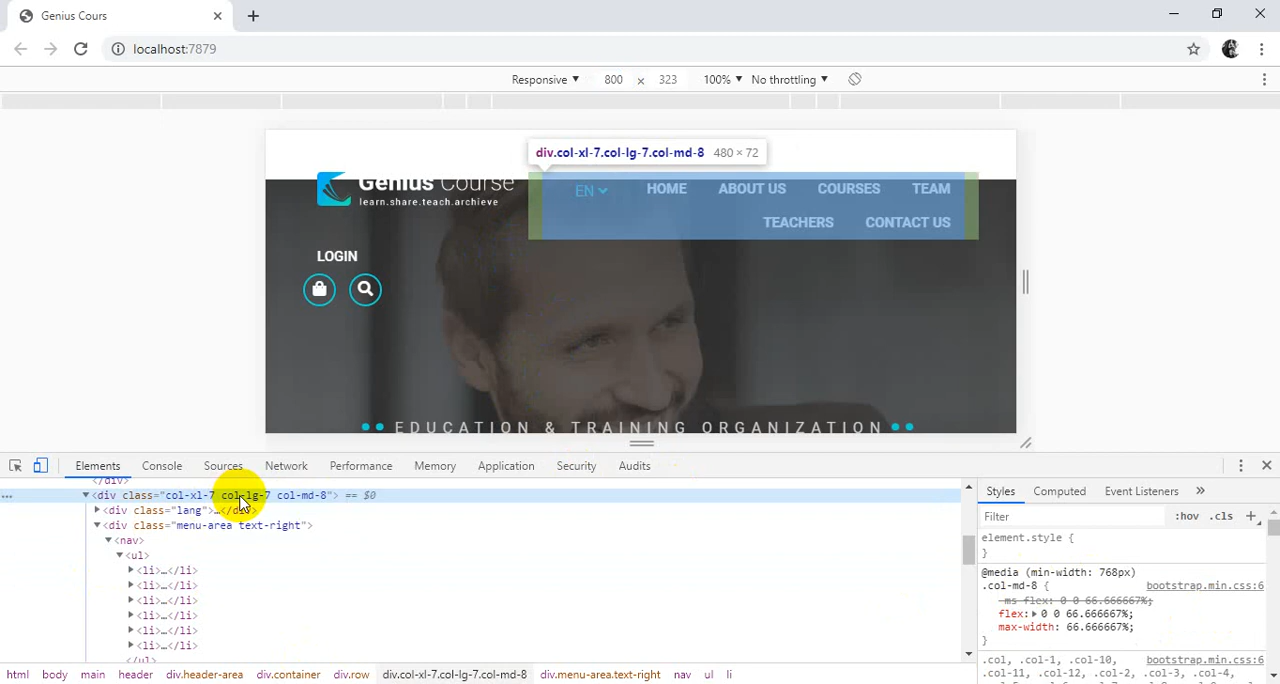 Genius Cours
localhost:7879
Responsive 800 × 323 100% No throttling
div.col-xl-7.col-lg-7.col-md-8 480 × 72
Genius Course
learn.share.teach.archieve
EN HOME ABOUT US COURSES TEAM
TEACHERS CONTACT US
LOGIN
EDUCATION & TRAINING ORGANIZATION
Elements Console Sources Network Performance Memory Application Security Audits
</div>
<div class="col-xl-7 col-lg-7 col-md-8"> == $0
<div class="lang">…</div>
<div class="menu-area text-right">
<nav>
<ul>
<li>…</li>
<li>…</li>
<li>…</li>
<li>…</li>
<li>…</li>
<li>…</li>
</ul>
Styles Computed Event Listeners »
Filter :hov .cls +
element.style {
}
@media (min-width: 768px)
.col-md-8 { bootstrap.min.css:6
-ms-flex: 0 0 66.666667%;
flex: 0 0 66.666667%;
max-width: 66.666667%;
}
.col, .col-1, .col-10, bootstrap.min.css:6
.col-11, .col-12, .col-2, .col-3, .col-4,
html body main header div.header-area div.container div.row div.col-xl-7.col-lg-7.col-md-8 div.menu-area.text-right nav ul li